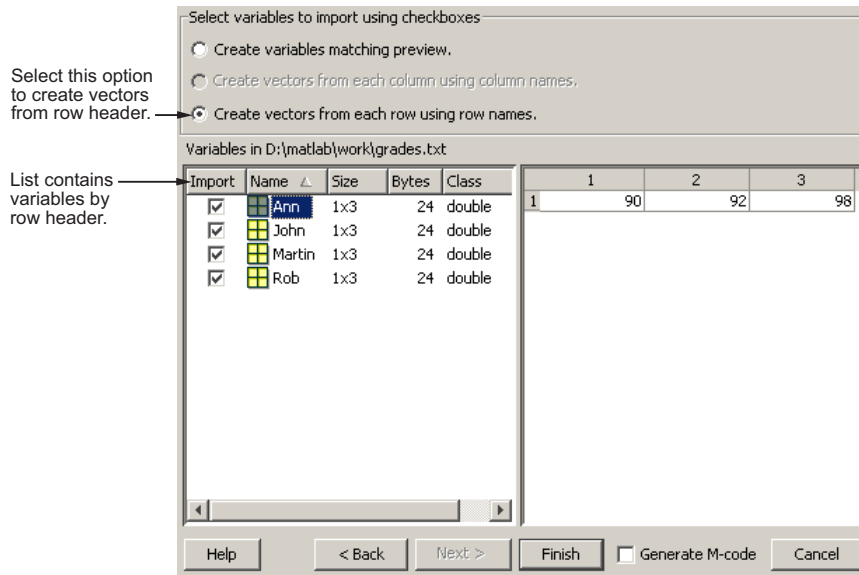 Select variables to import using checkboxes
Create variables matching preview.
Create vectors from each column using column names.
Select this option
to create vectors
from row header.
Create vectors from each row using row names.
Variables in D:\matlab\work\grades.txt
List contains
variables by
row header.
Import Name Size Bytes Class
Ann 1x3 24 double
John 1x3 24 double
Martin 1x3 24 double
Rob 1x3 24 double
1 2 3
1 90 92 98
Help < Back Next > Finish Generate M-code Cancel